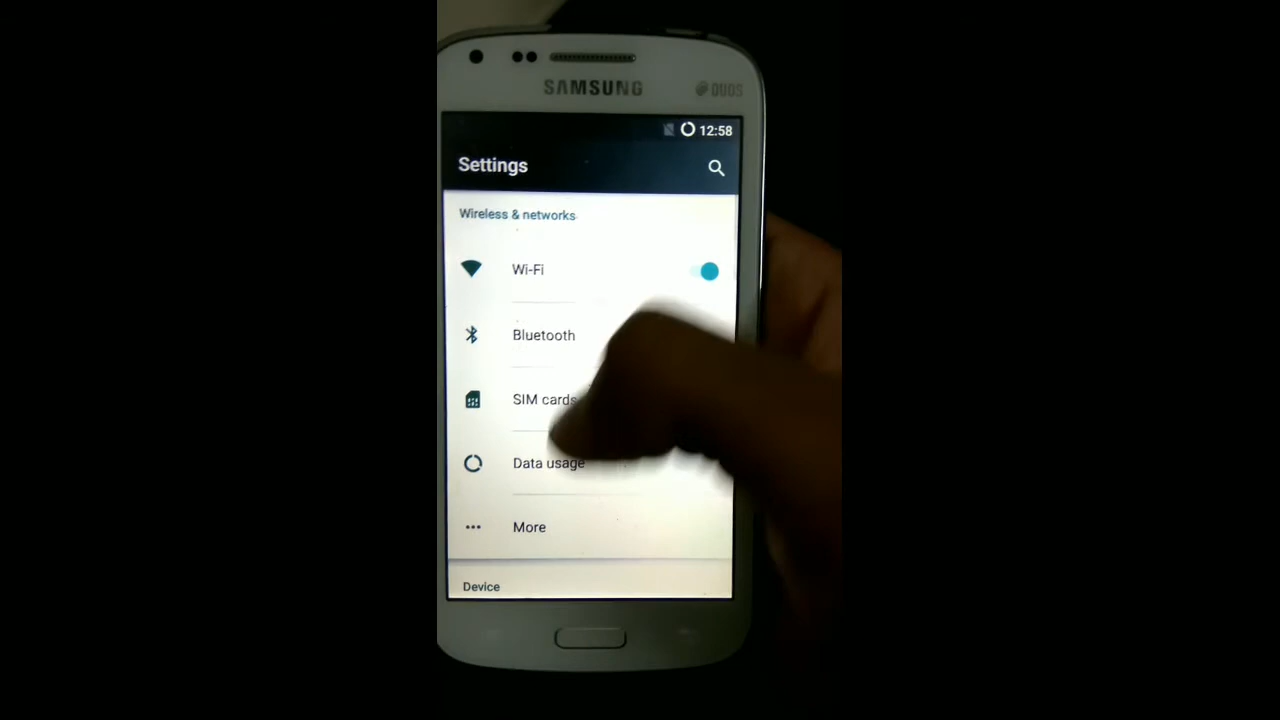 SAMSUNG
DUOS
12:58
Settings
Wireless & networks
Wi-Fi
Bluetooth
SIM cards
Data usage
More
Device